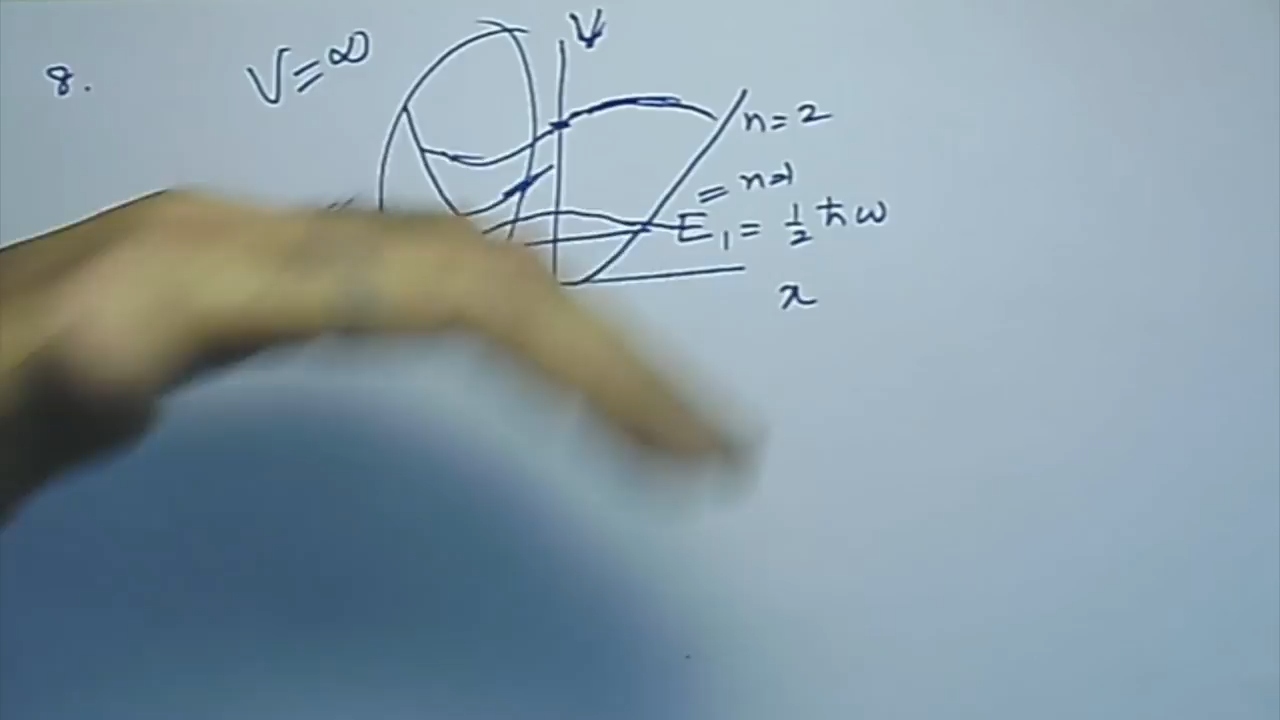 8.
V=∞
ψ
n=2
= n=1
E₁ = ½ ħω
x